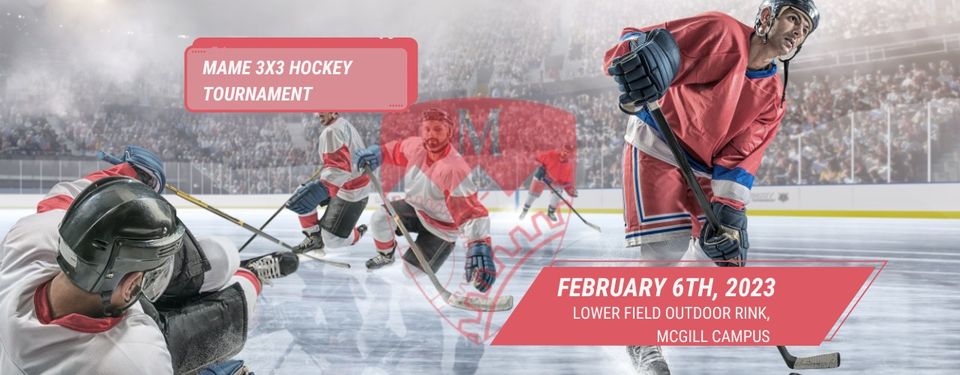 MAME 3X3 HOCKEY
TOURNAMENT
M
FEBRUARY 6TH, 2023
LOWER FIELD OUTDOOR RINK,
MCGILL CAMPUS